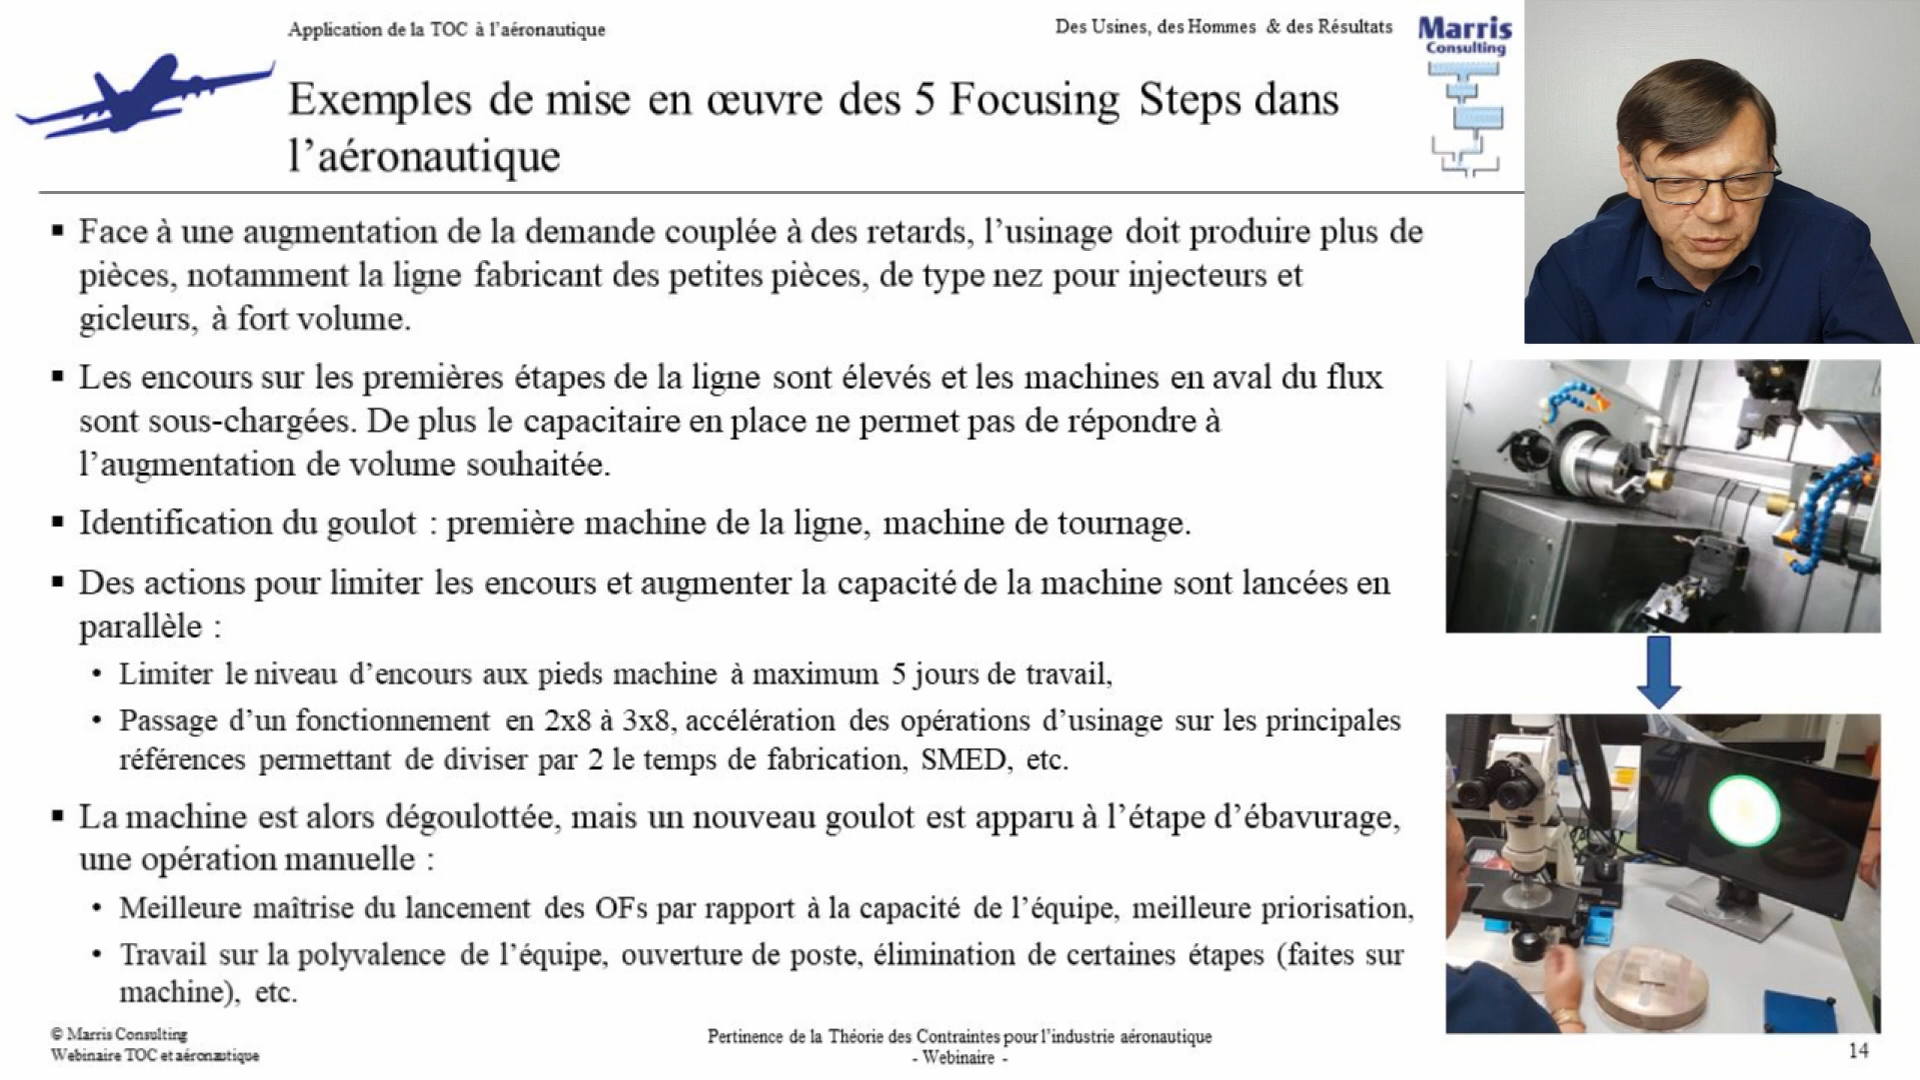 Application de la TOC à l’aéronautique
Des Usines, des Hommes & des Résultats
Marris
Consulting
Exemples de mise en œuvre des 5 Focusing Steps dans
l’aéronautique
▪ Face à une augmentation de la demande couplée à des retards, l’usinage doit produire plus de
pièces, notamment la ligne fabricant des petites pièces, de type nez pour injecteurs et
gicleurs, à fort volume.
▪ Les encours sur les premières étapes de la ligne sont élevés et les machines en aval du flux
sont sous-chargées. De plus le capacitaire en place ne permet pas de répondre à
l’augmentation de volume souhaitée.
▪ Identification du goulot : première machine de la ligne, machine de tournage.
▪ Des actions pour limiter les encours et augmenter la capacité de la machine sont lancées en
parallèle :
• Limiter le niveau d’encours aux pieds machine à maximum 5 jours de travail,
• Passage d’un fonctionnement en 2x8 à 3x8, accélération des opérations d’usinage sur les principales
références permettant de diviser par 2 le temps de fabrication, SMED, etc.
▪ La machine est alors dégoulottée, mais un nouveau goulot est apparu à l’étape d’ébavurage,
une opération manuelle :
• Meilleure maîtrise du lancement des OFs par rapport à la capacité de l’équipe, meilleure priorisation,
• Travail sur la polyvalence de l’équipe, ouverture de poste, élimination de certaines étapes (faites sur
machine), etc.
© Marris Consulting
Webinaire TOC et aéronautique
Pertinence de la Théorie des Contraintes pour l’industrie aéronautique
- Webinaire -
14